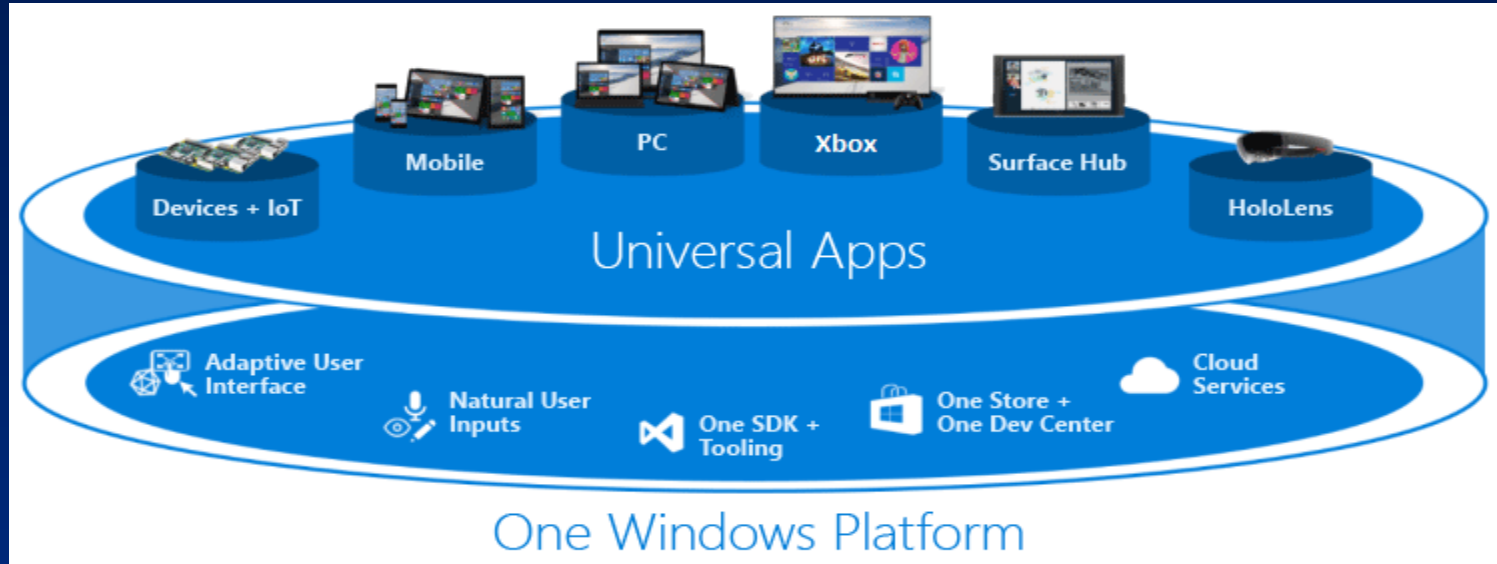 Devices + IoT
Mobile
PC
Xbox
Surface Hub
HoloLens
Universal Apps
Adaptive User
Interface
Natural User
Inputs
One SDK +
Tooling
One Store +
One Dev Center
Cloud
Services
One Windows Platform